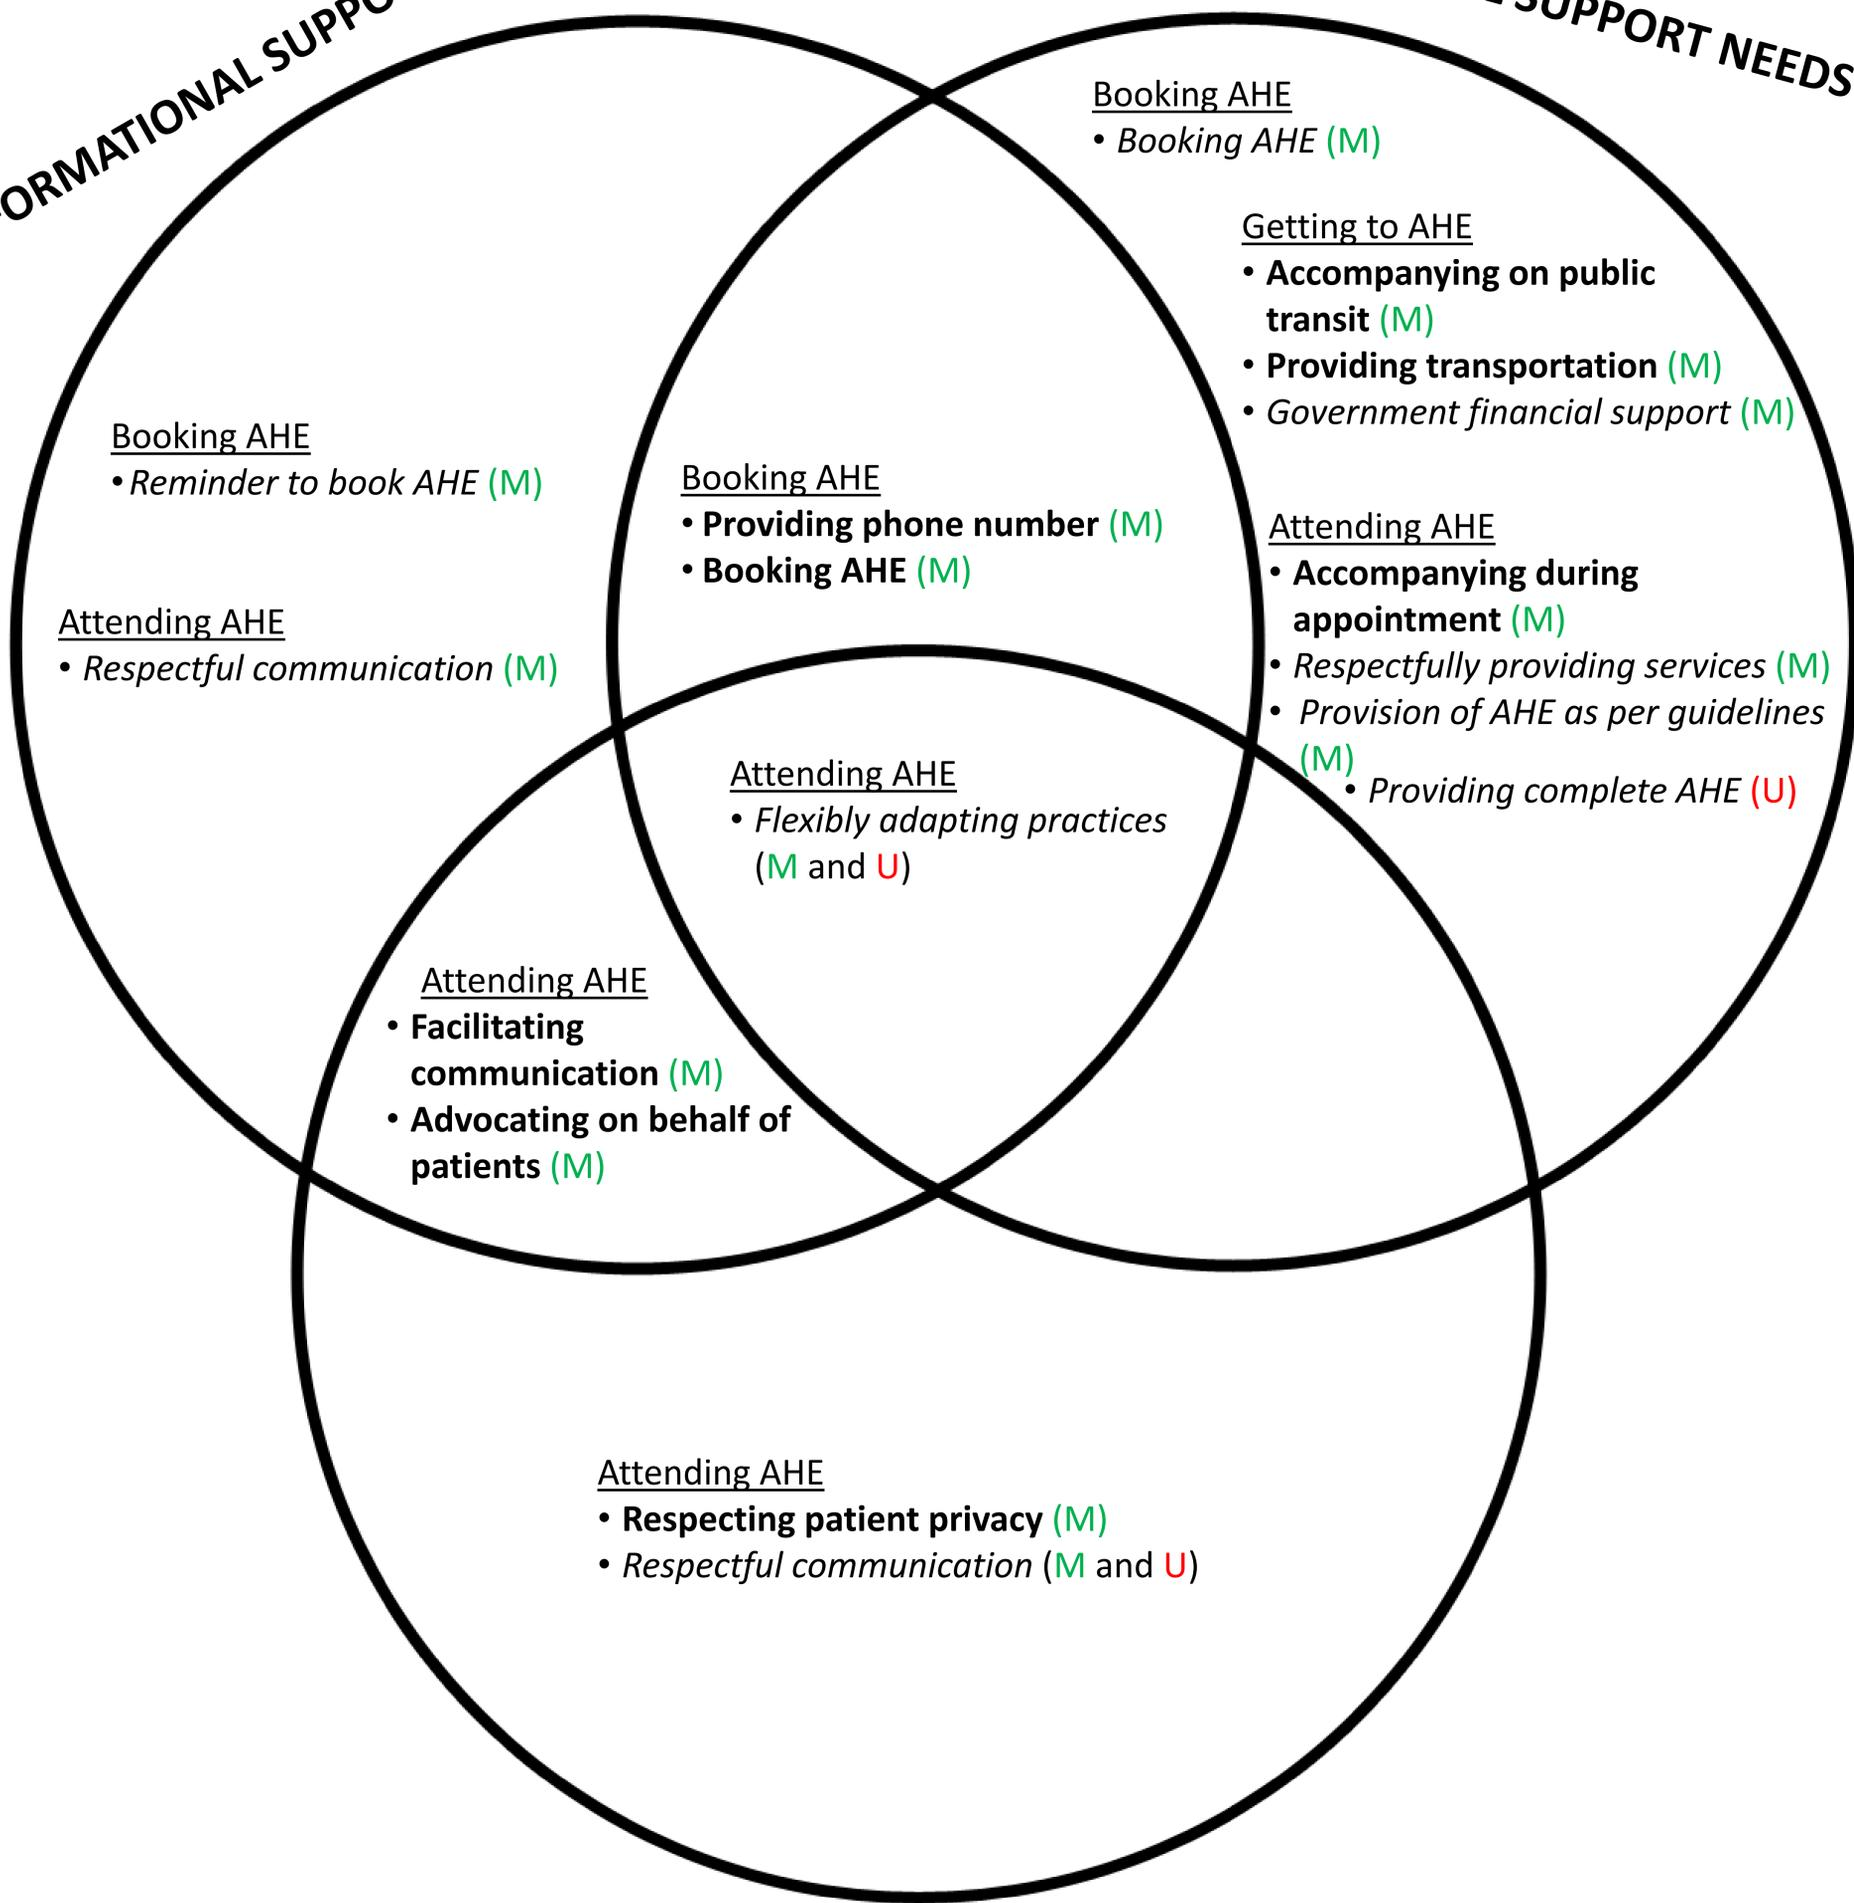 SUPPORT NEEDS
Booking AHE
• Booking AHE (M)
Getting to AHE
• Accompanying on public
transit (M)
• Providing transportation (M)
• Government financial support (M)
Booking AHE
• Reminder to book AHE (M)
Booking AHE
• Providing phone number (M)
• Booking AHE (M)
Attending AHE
• Accompanying during
appointment (M)
• Respectfully providing services (M)
• Provision of AHE as per guidelines
(M)
• Providing complete AHE (U)
Attending AHE
• Respectful communication (M)
Attending AHE
• Flexibly adapting practices
(M and U)
Attending AHE
• Facilitating
communication (M)
• Advocating on behalf of
patients (M)
Attending AHE
• Respecting patient privacy (M)
• Respectful communication (M and U)